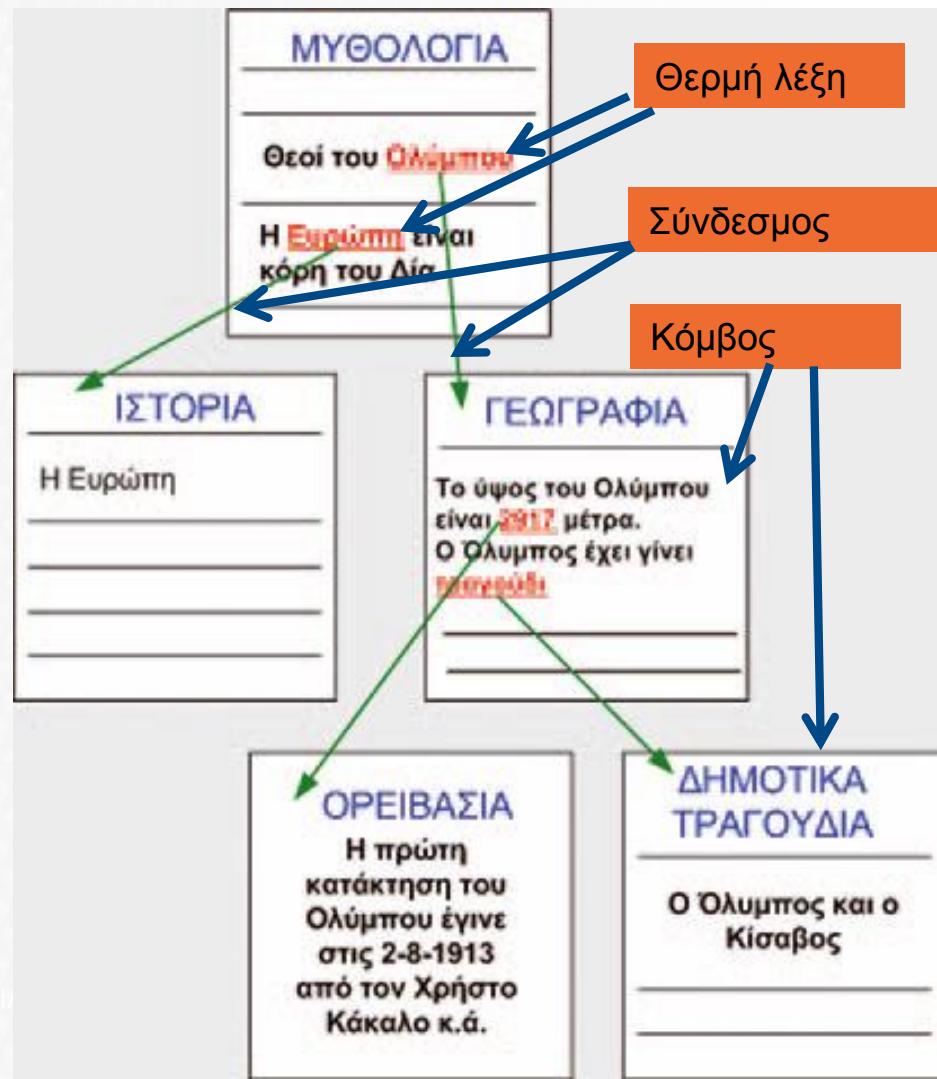 ΜΥΘΟΛΟΓΙΑ
Θεοί του Ολύμπου
Η Ευρώπη είναι
κόρη του Δία
Θερμή λέξη
Σύνδεσμος
Κόμβος
ΙΣΤΟΡΙΑ
Η Ευρώπη
ΓΕΩΓΡΑΦΙΑ
Το ύψος του Ολύμπου
είναι 2917 μέτρα.
Ο Όλυμπος έχει γίνει
τραγούδι
ΟΡΕΙΒΑΣΙΑ
Η πρώτη
κατάκτηση του
Ολύμπου έγινε
στις 2-8-1913
από τον Χρήστο
Κάκαλο κ.ά.
ΔΗΜΟΤΙΚΑ
ΤΡΑΓΟΥΔΙΑ
Ο Όλυμπος και ο
Κίσαβος